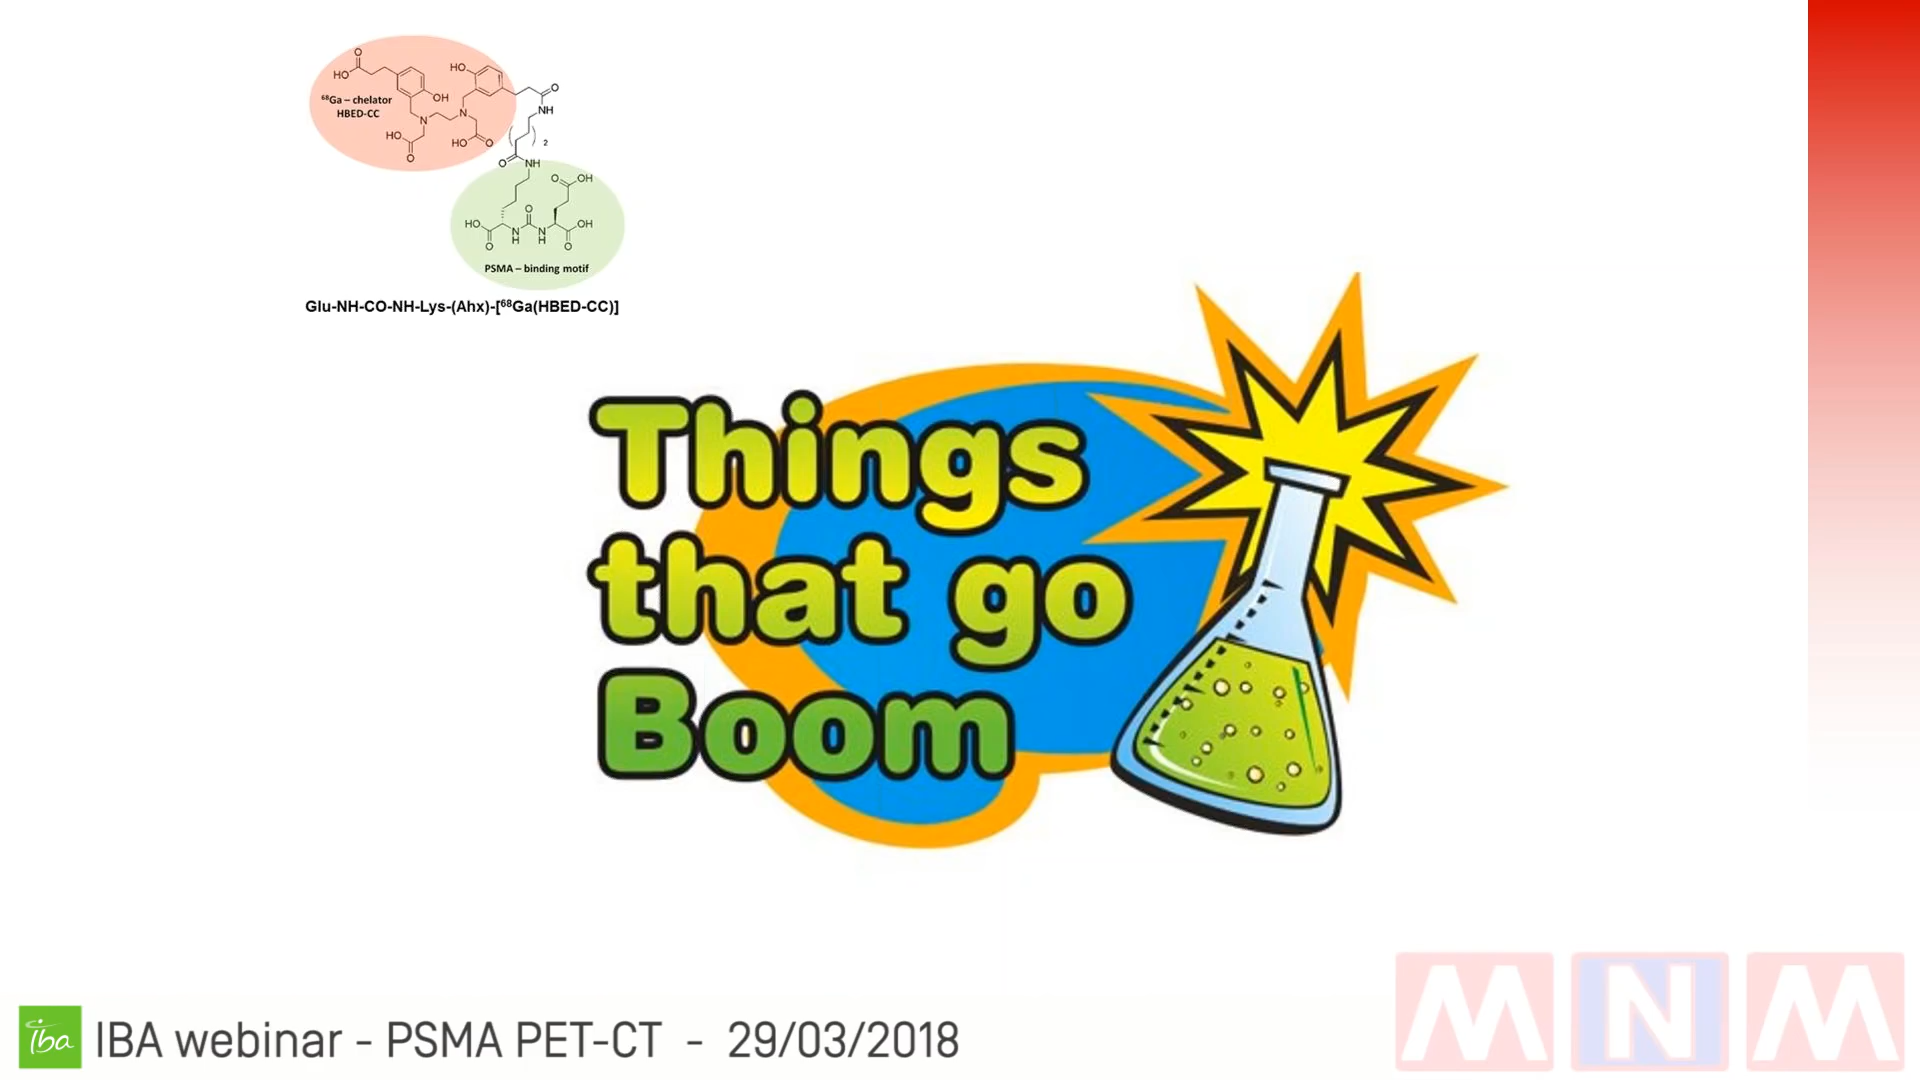 ⁶⁸Ga – chelator
HBED-CC
PSMA – binding motif
Glu-NH-CO-NH-Lys-(Ahx)-[⁶⁸Ga(HBED-CC)]
O
HO
HO
OH
N
N
HO
O
HO
O
O
NH
2
O
NH
O
OH
HO
O
O
N
H
N
H
OH
O
Things
that go
Boom
iba
IBA webinar - PSMA PET-CT - 29/03/2018
MNM